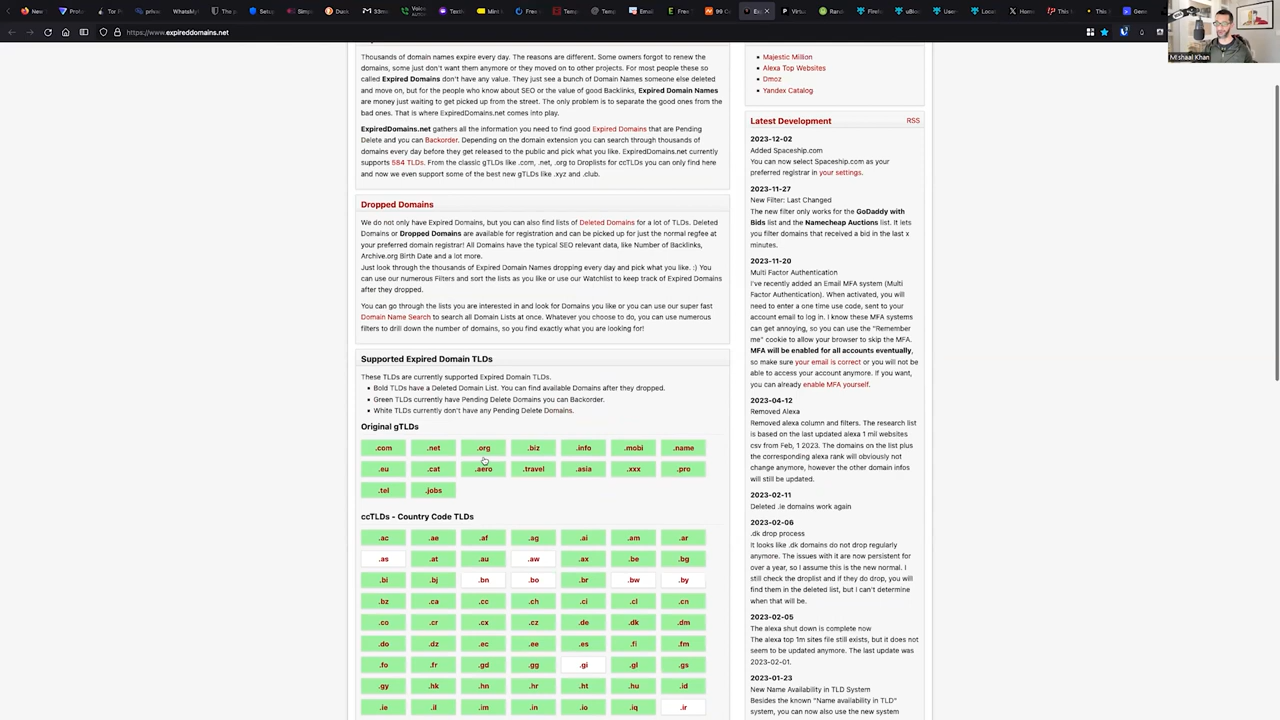 33m
Voice
WhatsM
privac
The p
Setup
Simpl
Duck
Temp
Email
Free
99 C
Virtu
Rand
Firefo
uBloc
User-
Locat
Home
This
Gene
https://www.expireddomains.net
Thousands of domain names expire every day. The reasons are different. Some owners forgot to renew the
domains, some just don't want them anymore or they moved on to other projects. For most people these so
called Expired Domains don't have any value. They just see a bunch of Domain Names someone else deleted
and move on, but for the people who know about SEO or the value of good Backlinks, Expired Domain Names
are money just waiting to get picked up from the street. The only problem is to separate the good ones from the
bad ones. That is where ExpiredDomains.net comes into play.
ExpiredDomains.net gathers all the information you need to find good Expired Domains that are Pending
Delete and you can Backorder. Depending on the domain extension you can search through thousands of
domains every day before they get released to the public and pick what you like. ExpiredDomains.net currently
supports 584 TLDs. From the classic gTLDs like .com, .net, .org to Droplists for ccTLDs you can only find here
and now we even support some of the best new gTLDs like .xyz and .club.
Dropped Domains
We do not only have Expired Domains, but you can also find lists of Deleted Domains for a lot of TLDs. Deleted
Domains or Dropped Domains are available for registration and can be picked up for just the normal regfee at
your preferred domain registrar! All Domains have the typical SEO relevant data, like Number of Backlinks,
Archive.org Birth Date and a lot more.
Just look through the thousands of Expired Domain Names dropping every day and pick what you like. :) You
can use our numerous Filters and sort the lists as you like or use our Watchlist to keep track of Expired Domains
after they dropped.
You can go through the lists you are interested in and look for Domains you like or you can use our super fast
Domain Name Search to search all Domain Lists at once. Whatever you choose to do, you can use numerous
filters to drill down the number of domains, so you find exactly what you are looking for!
Supported Expired Domain TLDs
These TLDs are currently supported Expired Domain TLDs.
Bold TLDs have a Deleted Domain List. You can find available Domains after they dropped.
Green TLDs currently have Pending Delete Domains you can Backorder.
White TLDs currently don't have any Pending Delete Domains.
Original gTLDs
.com .net .org .biz .info .mobi .name
.eu .cat .aero .travel .asia .xxx .pro
.tel .jobs
ccTLDs - Country Code TLDs
.ac .ae .af .ag .ai .am .ar
.as .at .au .aw .ax .be .bg
.bi .bj .bn .bo .br .bw .by
.bz .ca .cc .ch .ci .cl .cn
.co .cr .cx .cz .de .dk .dm
.do .dz .ec .ee .es .fi .fm
.fo .fr .gd .gg .gi .gl .gs
.gy .hk .hn .hr .ht .hu .id
.ie .il .im .in .io .iq .ir
Majestic Million
Alexa Top Websites
Dmoz
Yandex Catalog
Latest Development RSS
2023-12-02
Added Spaceship.com
You can now select Spaceship.com as your
preferred registrar in your settings.
2023-11-27
New Filter: Last Changed
The new filter only works for the GoDaddy with
Bids list and the Namecheap Auctions list. It lets
you filter domains that received a bid in the last x
minutes.
2023-11-20
Multi Factor Authentication
I've recently added an Email MFA system (Multi
Factor Authentication). When activated, you will
need to enter a one time use code, sent to your
account email to log in. I know these MFA systems
can get annoying, so you can use the "Remember
me" cookie to allow your browser to skip the MFA.
MFA will be enabled for all accounts eventually,
so make sure your email is correct or you will not be
able to access your account anymore. If you want,
you can already enable MFA yourself.
2023-04-12
Removed Alexa
Removed alexa column and filters. The research list
is based on the last updated alexa 1 mil websites
csv from Feb, 1 2023. The domains on the list plus
the corresponding alexa rank will obviously not
change anymore, however the other domain infos
will still be updated.
2023-02-11
Deleted .ie domains work again
2023-02-06
.dk drop process
It looks like .dk domains do not drop regularly
anymore. The issues with it are now persistent for
over a year, so I assume this is the new normal. I
still check the droplist and if they do drop, you will
find them in the deleted list, but I can't determine
when that will be.
2023-02-05
The alexa shut down is complete now
The alexa top 1m sites file still exists, but it does not
seem to be updated anymore. The last update was
2023-02-01.
2023-01-23
New Name Availability in TLD System
Besides the known "Name availability in TLD"
system, you can now also use the new system
Mishaal Khan